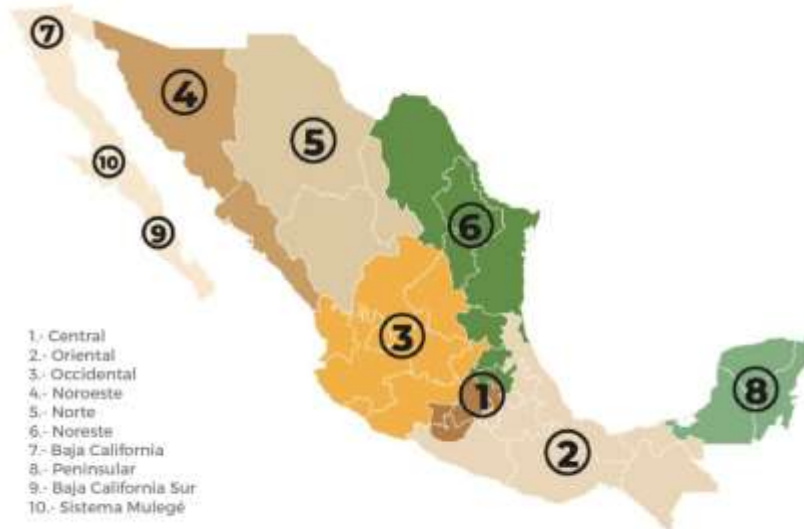 7
4
5
10
6
9
3
8
1
2
1.- Central
2.- Oriental
3.- Occidental
4.- Noroeste
5.- Norte
6.- Noreste
7.- Baja California
8.- Peninsular
9.- Baja California Sur
10.- Sistema Mulegé